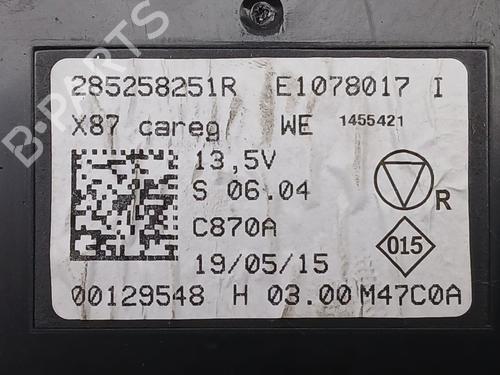 285258251R E1078017 I
X87 careg WE 1455421
13,5V
S 06.04
R
C870A
015
19/05/15
00129548 H 03.00 M47C0A
B-PARTS